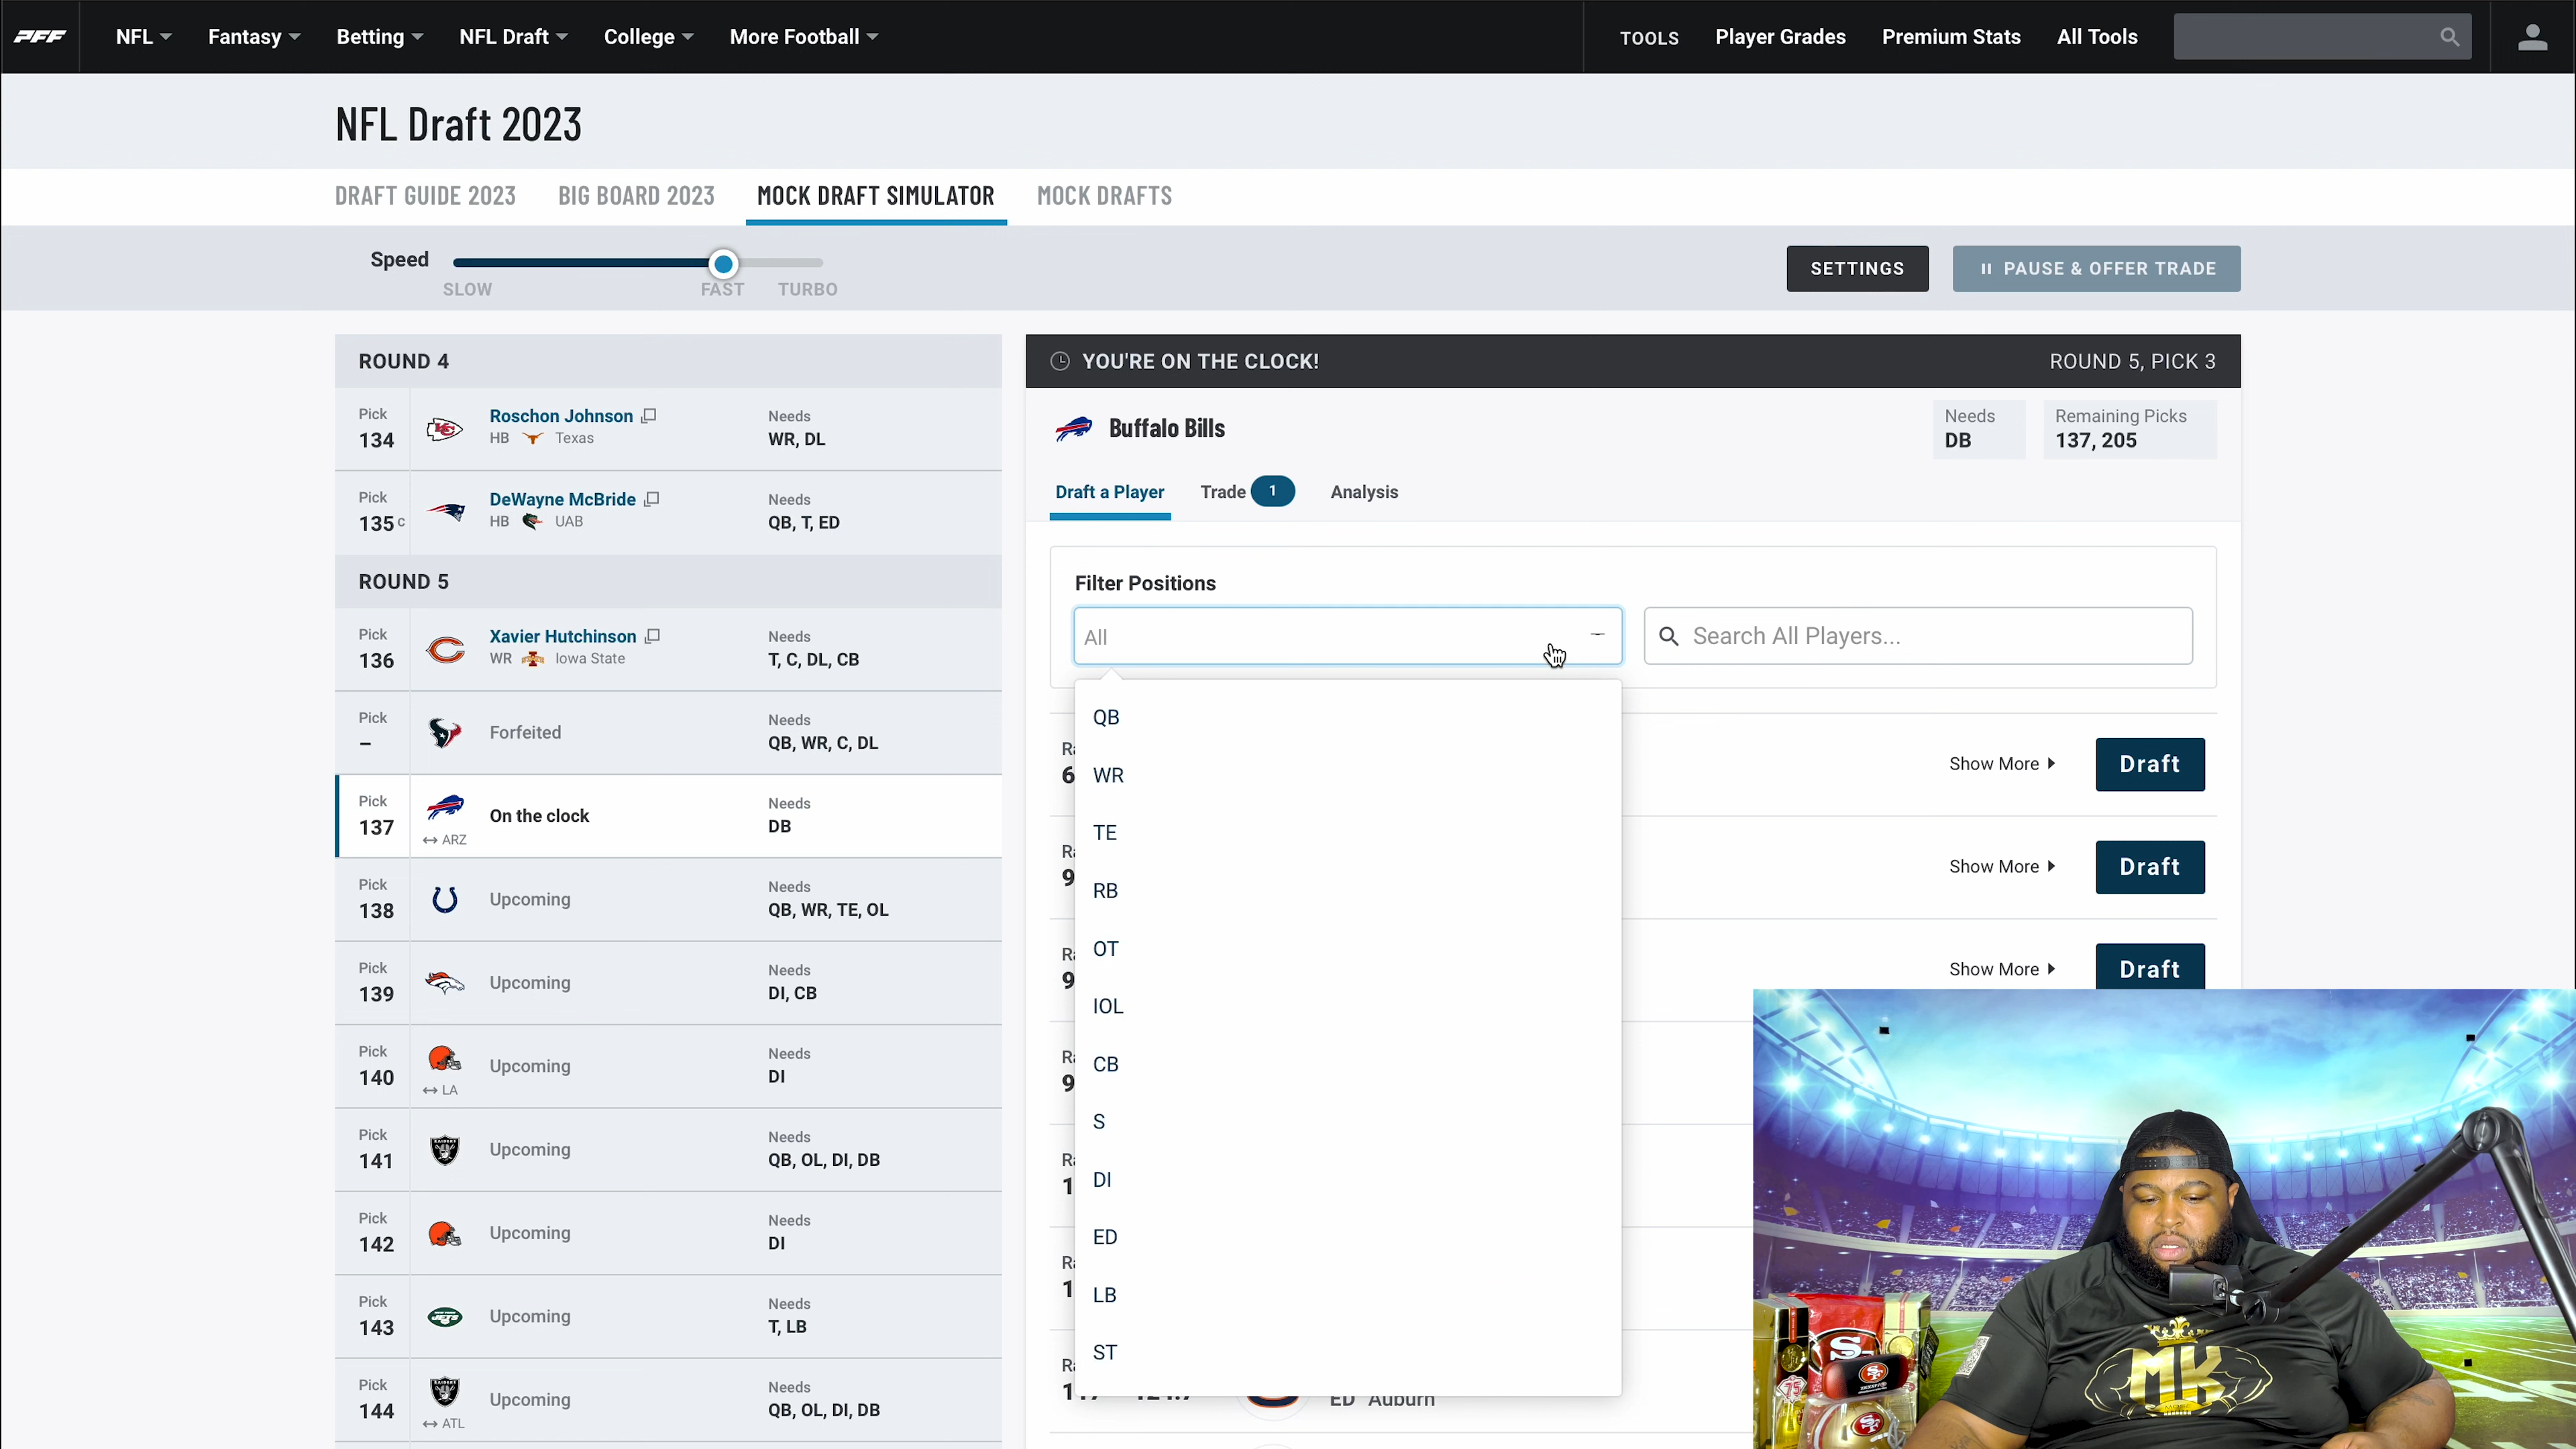 PFF
NFL
Fantasy
Betting
NFL Draft
College
More Football
TOOLS
Player Grades
Premium Stats
All Tools
NFL Draft 2023
DRAFT GUIDE 2023
BIG BOARD 2023
MOCK DRAFT SIMULATOR
MOCK DRAFTS
Speed
SLOW
FAST
TURBO
SETTINGS
PAUSE & OFFER TRADE
ROUND 4
Pick
134
Roschon Johnson
HB Texas
Needs
WR, DL
Pick
135 C
DeWayne McBride
HB UAB
Needs
QB, T, ED
ROUND 5
Pick
136
Xavier Hutchinson
WR Iowa State
Needs
T, C, DL, CB
Pick
–
Forfeited
Needs
QB, WR, C, DL
Pick
137
↔ ARZ
On the clock
Needs
DB
Pick
138
Upcoming
Needs
QB, WR, TE, OL
Pick
139
Upcoming
Needs
DI, CB
Pick
140
↔ LA
Upcoming
Needs
DI
Pick
141
Upcoming
Needs
QB, OL, DI, DB
Pick
142
Upcoming
Needs
DI
Pick
143
Upcoming
Needs
T, LB
Pick
144
↔ ATL
Upcoming
Needs
QB, OL, DI, DB
YOU'RE ON THE CLOCK!
ROUND 5, PICK 3
Buffalo Bills
Needs
DB
Remaining Picks
137, 205
Draft a Player
Trade 1
Analysis
Filter Positions
All
Search All Players...
QB
WR
TE
RB
OT
IOL
CB
S
DI
ED
LB
ST
Show More
Draft
Show More
Draft
Show More
Draft
ED Auburn
MK